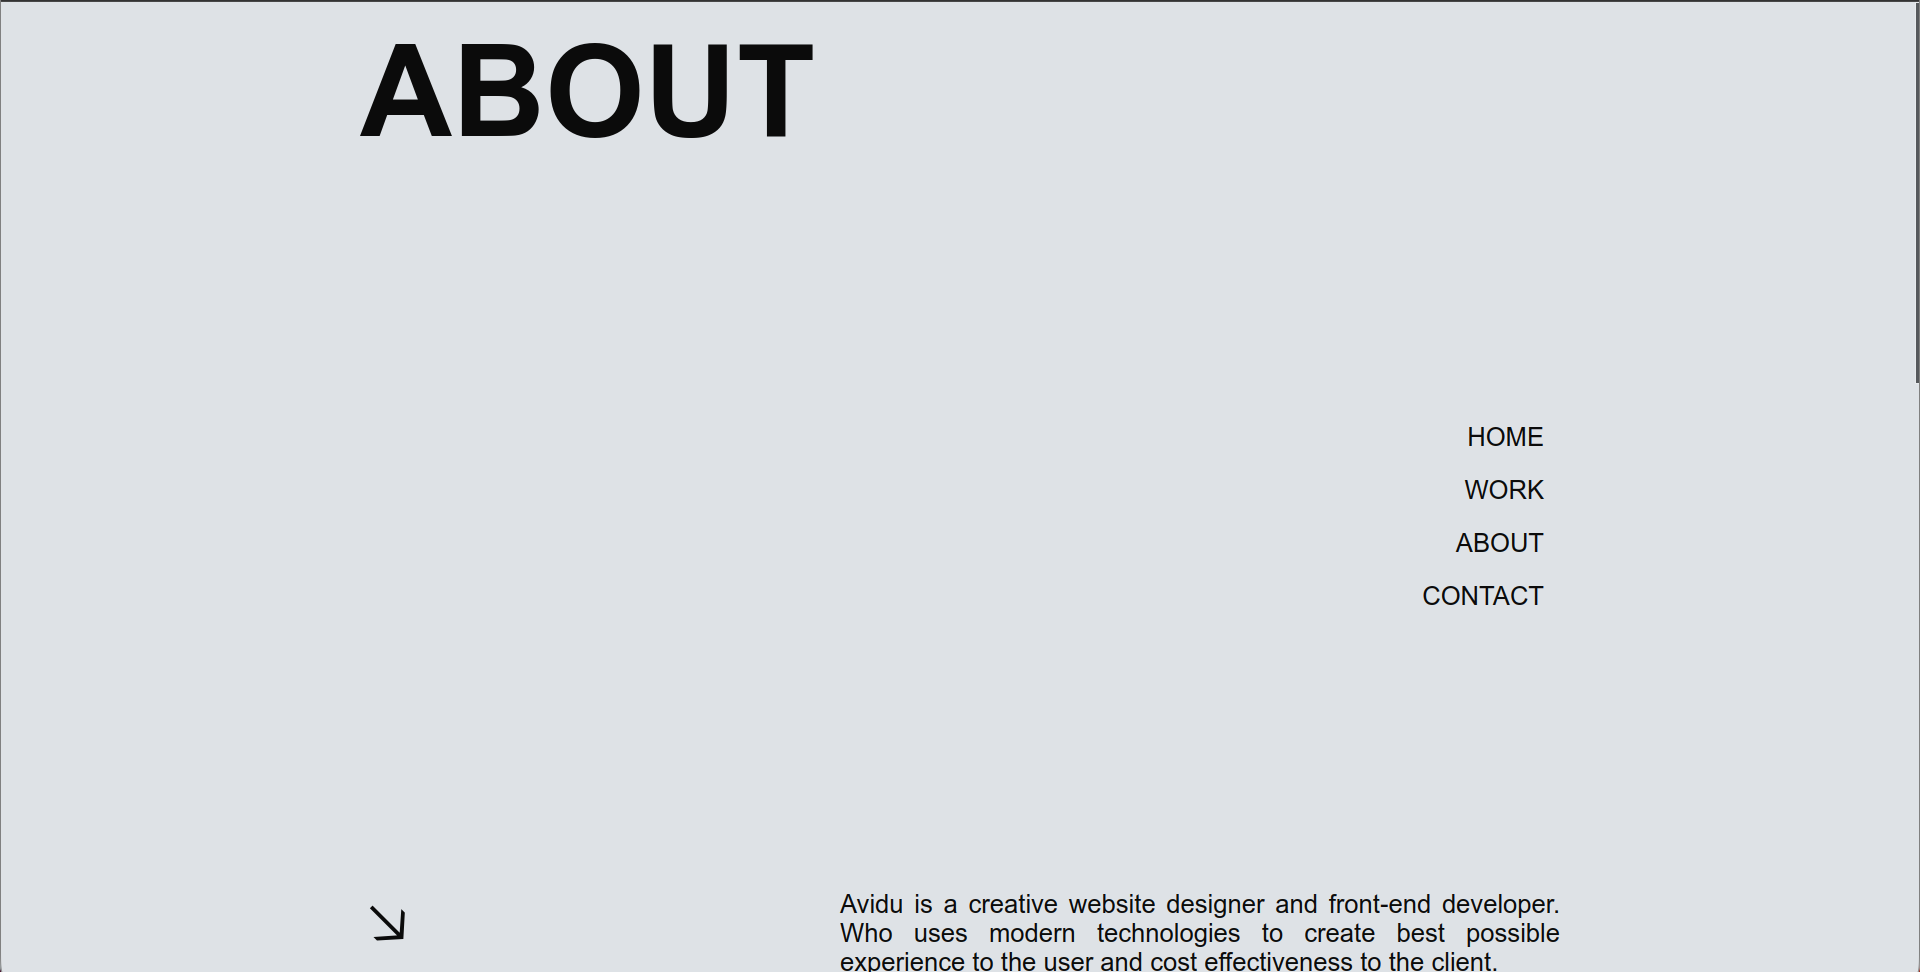 ABOUT
HOME
WORK
ABOUT
CONTACT
Avidu is a creative website designer and front-end developer.
Who uses modern technologies to create best possible
experience to the user and cost effectiveness to the client.